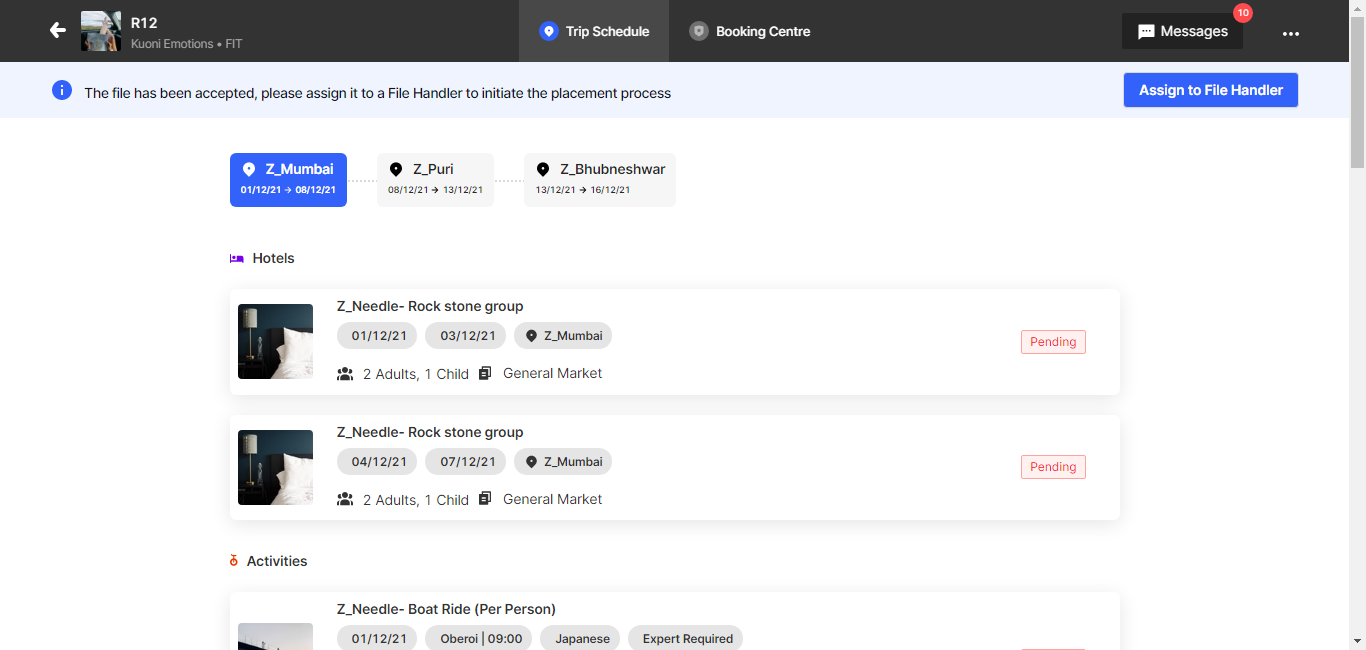 R12
Kuoni Emotions • FIT
Trip Schedule
Booking Centre
Messages
10
The file has been accepted, please assign it to a File Handler to initiate the placement process
Assign to File Handler
Z_Mumbai
01/12/21 → 08/12/21
Z_Puri
08/12/21 → 13/12/21
Z_Bhubneshwar
13/12/21 → 16/12/21
Hotels
Z_Needle- Rock stone group
01/12/21 03/12/21 Z_Mumbai
Pending
2 Adults, 1 Child General Market
Z_Needle- Rock stone group
04/12/21 07/12/21 Z_Mumbai
Pending
2 Adults, 1 Child General Market
Activities
Z_Needle- Boat Ride (Per Person)
01/12/21 Oberoi | 09:00 Japanese Expert Required